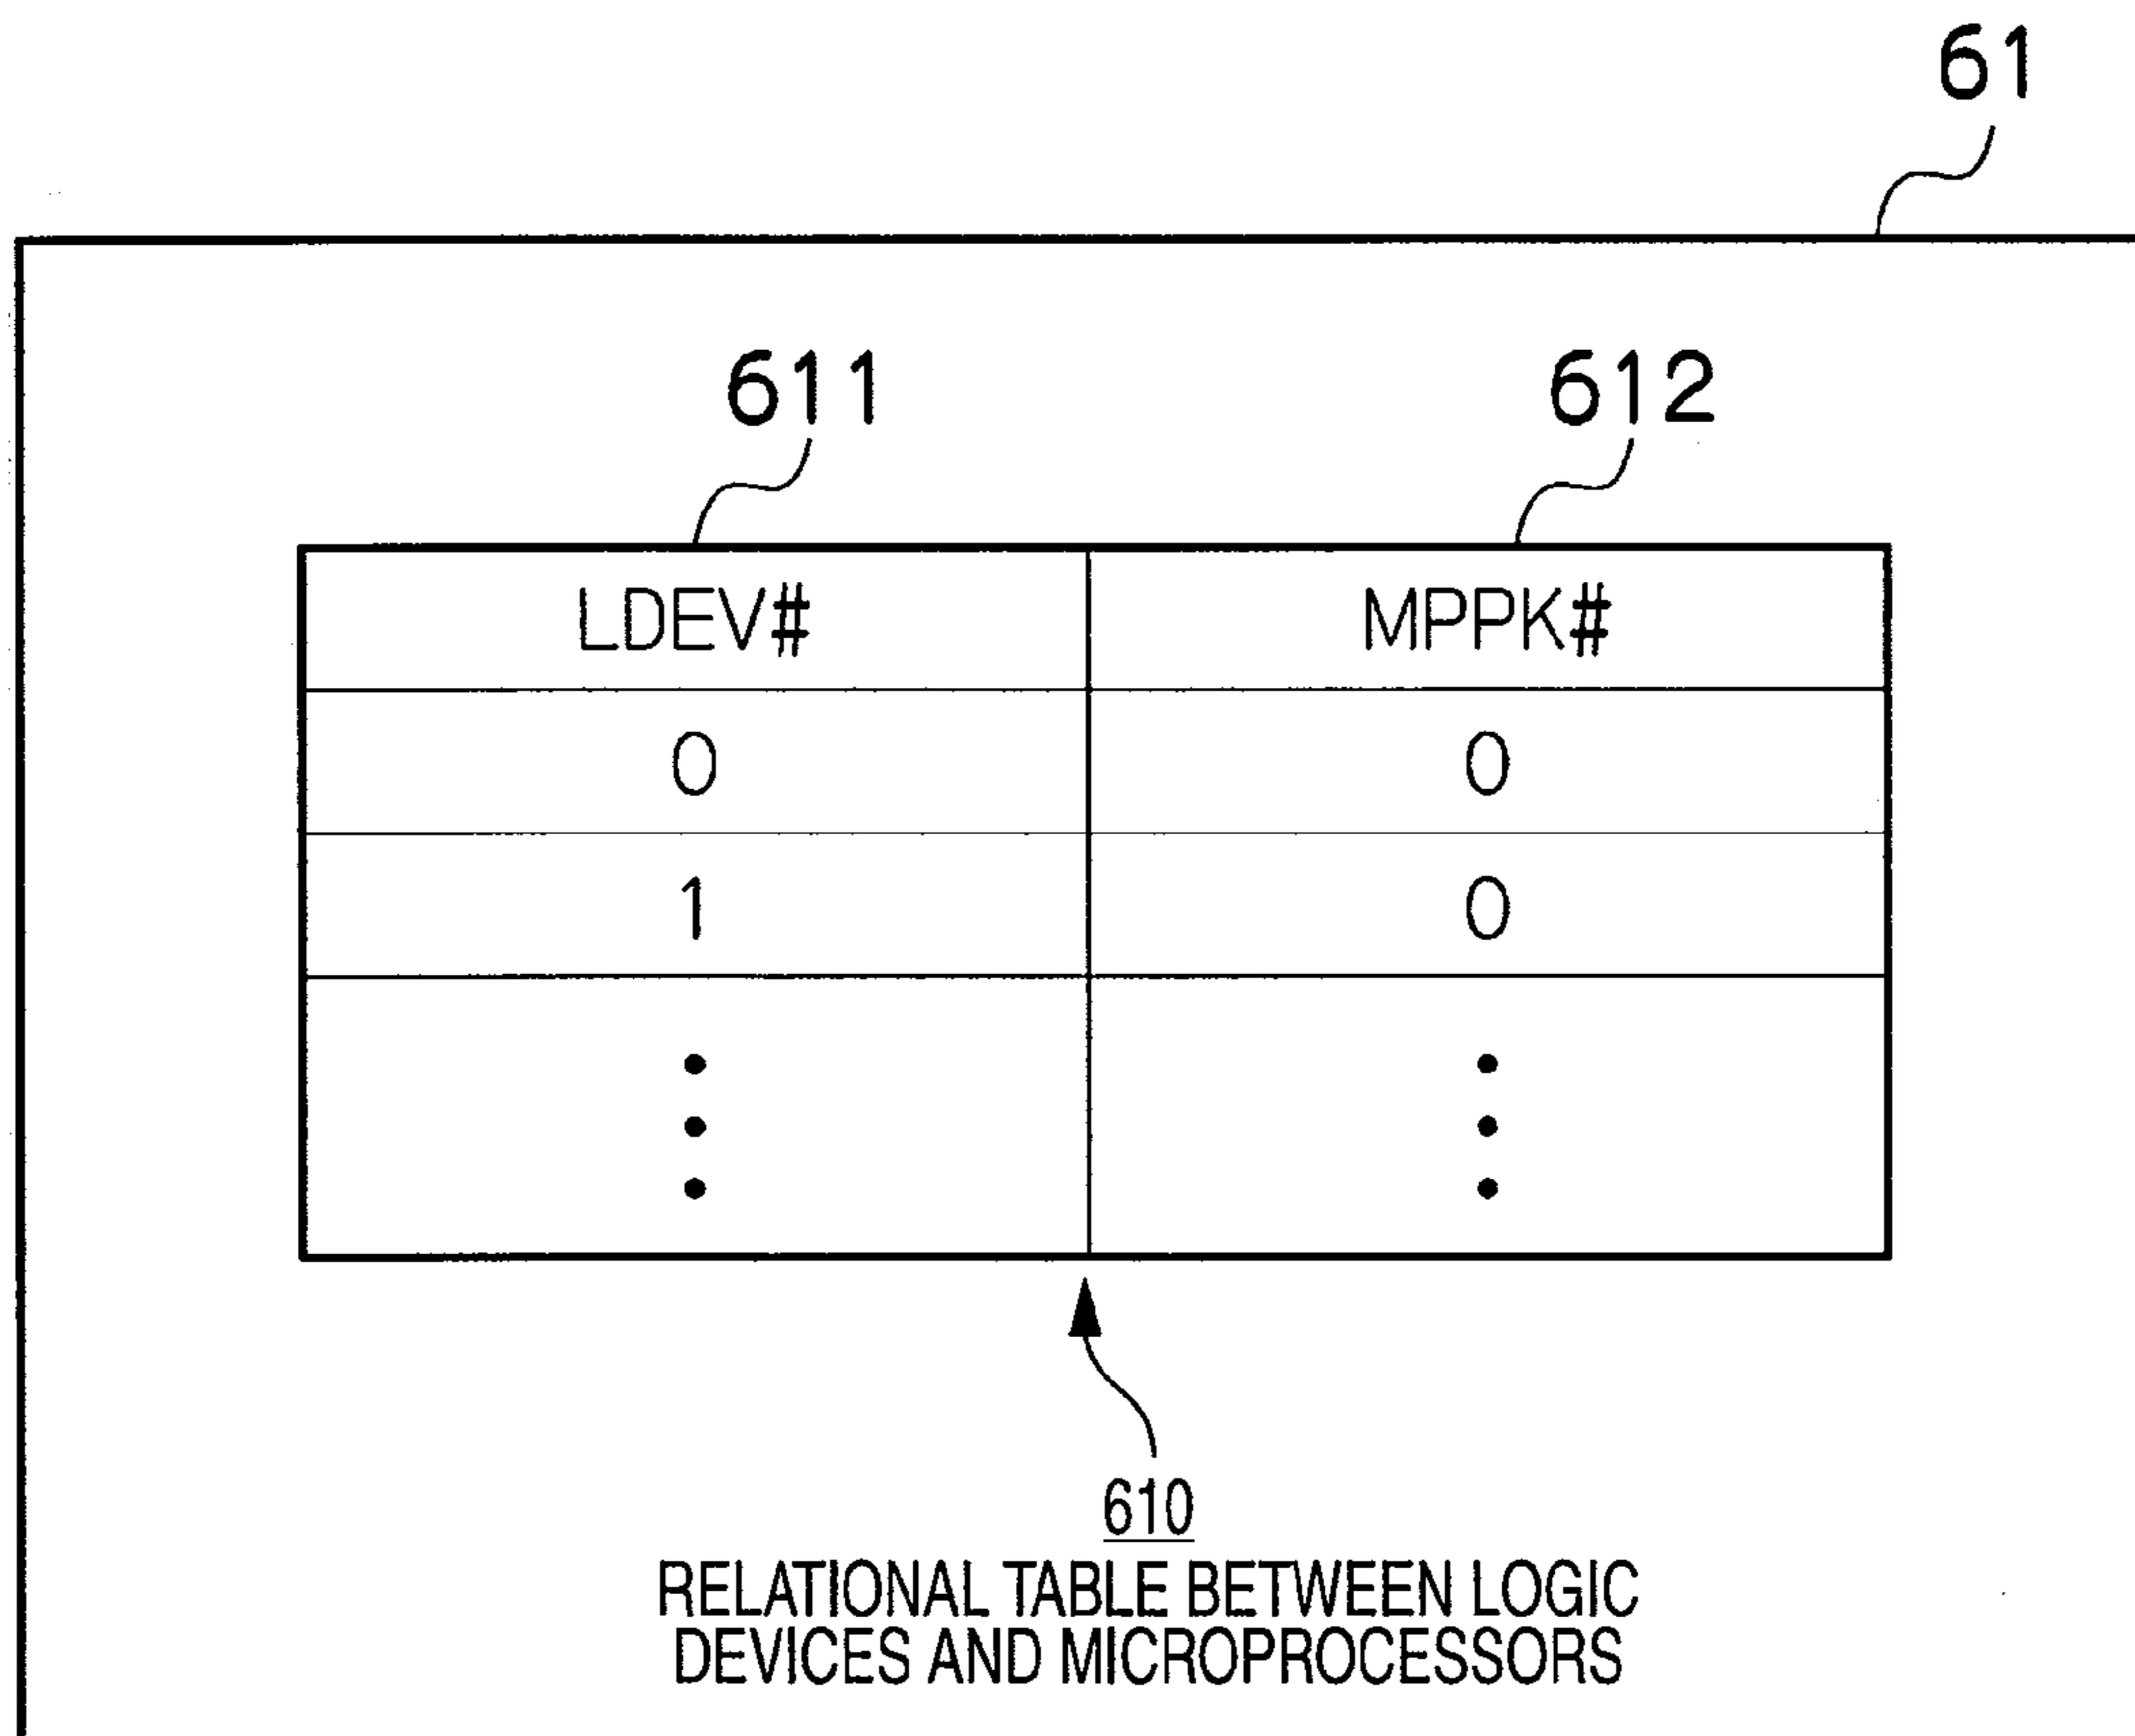 61
611 612
LDEV# MPPK#
0 0
1 0
610
RELATIONAL TABLE BETWEEN LOGIC
DEVICES AND MICROPROCESSORS